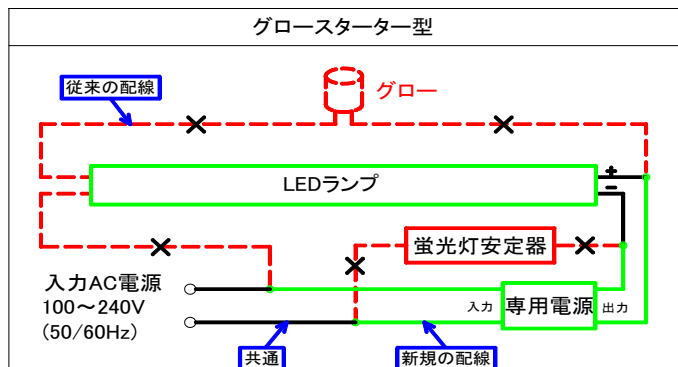 グロースターター型
従来の配線
グロー
LEDランプ
+
−
蛍光灯安定器
入力AC電源
100～240V
(50/60Hz)
入力
専用電源
出力
共通
新規の配線